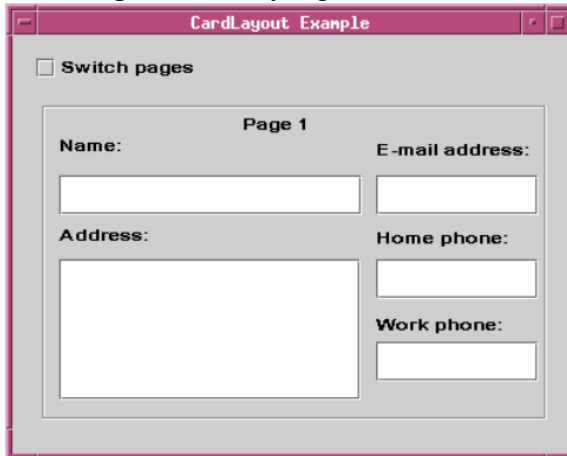 CardLayout Example
Switch pages
Page 1
Name:
E-mail address:
Address:
Home phone:
Work phone: